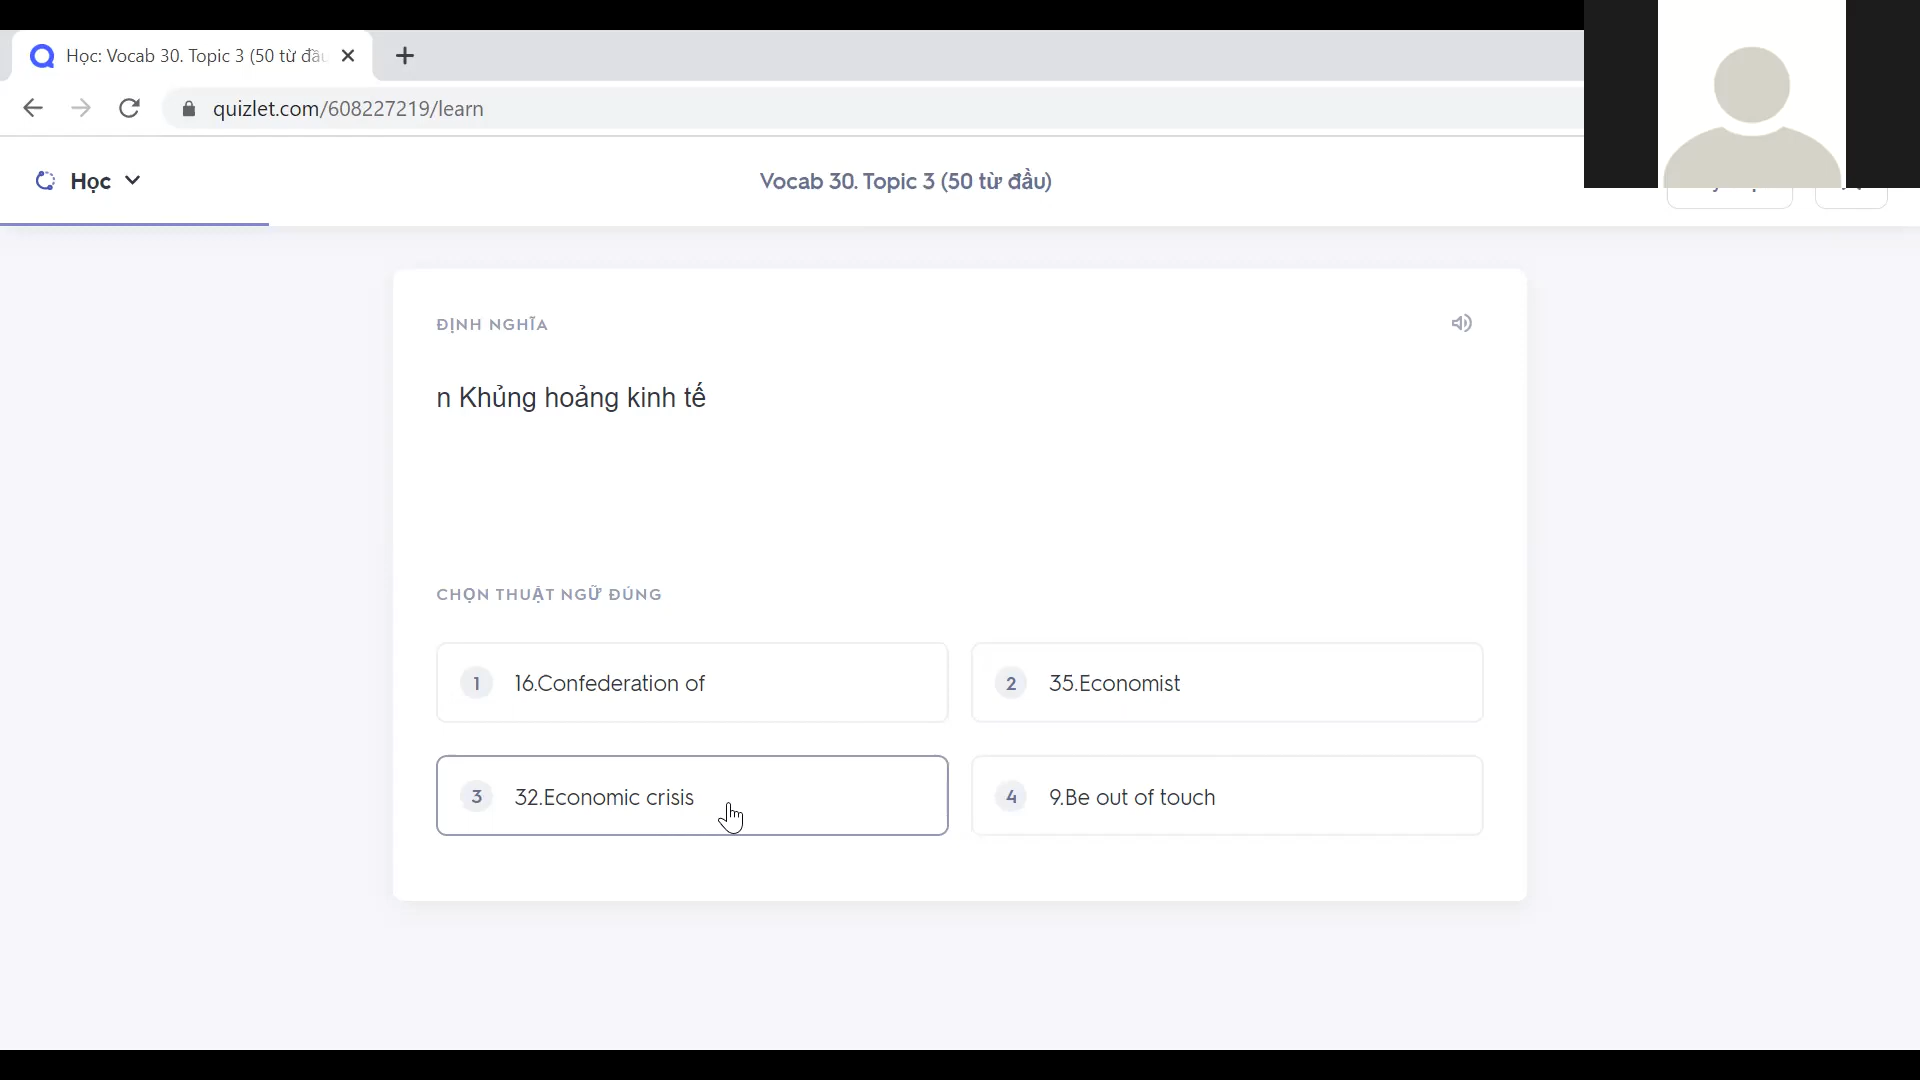 Học: Vocab 30. Topic 3 (50 từ đầu
quizlet.com/608227219/learn
Học
Vocab 30. Topic 3 (50 từ đầu)
ĐỊNH NGHĨA
n Khủng hoảng kinh tế
CHỌN THUẬT NGỮ ĐÚNG
1 16.Confederation of
2 35.Economist
3 32.Economic crisis
4 9.Be out of touch